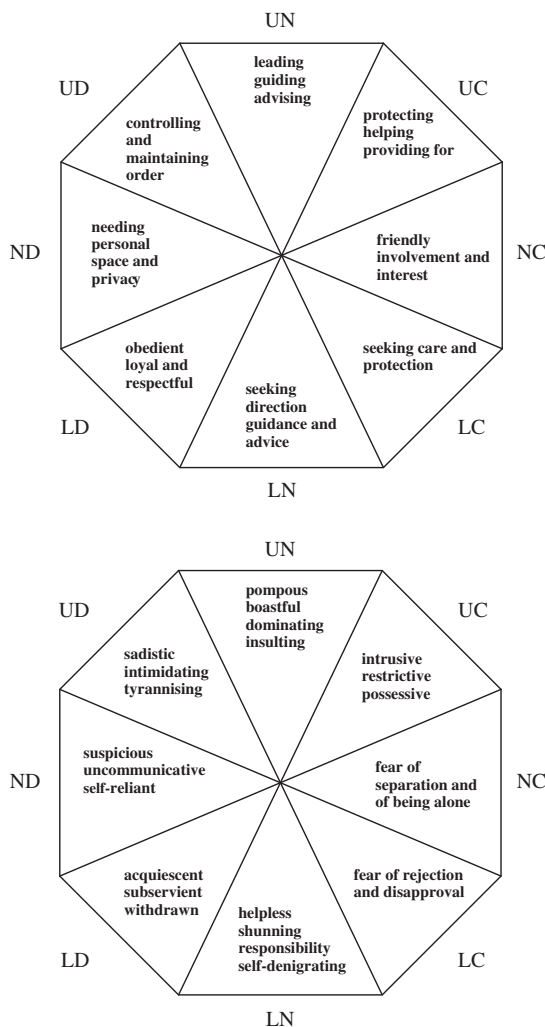 UN
leading
guiding
advising
UD
UC
controlling
and
maintaining
order
protecting
helping
providing for
ND
needing
personal
space and
privacy
friendly
involvement and
interest
NC
obedient
loyal and
respectful
seeking
direction
guidance and
advice
seeking care and
protection
LD
LC
LN
UN
pompous
boastful
dominating
insulting
UD
UC
sadistic
intimidating
tyrannising
intrusive
restrictive
possessive
ND
suspicious
uncommunicative
self-reliant
fear of
separation and
of being alone
NC
acquiescent
subservient
withdrawn
helpless
shunning
responsibility
self-denigrating
fear of rejection
and disapproval
LD
LC
LN